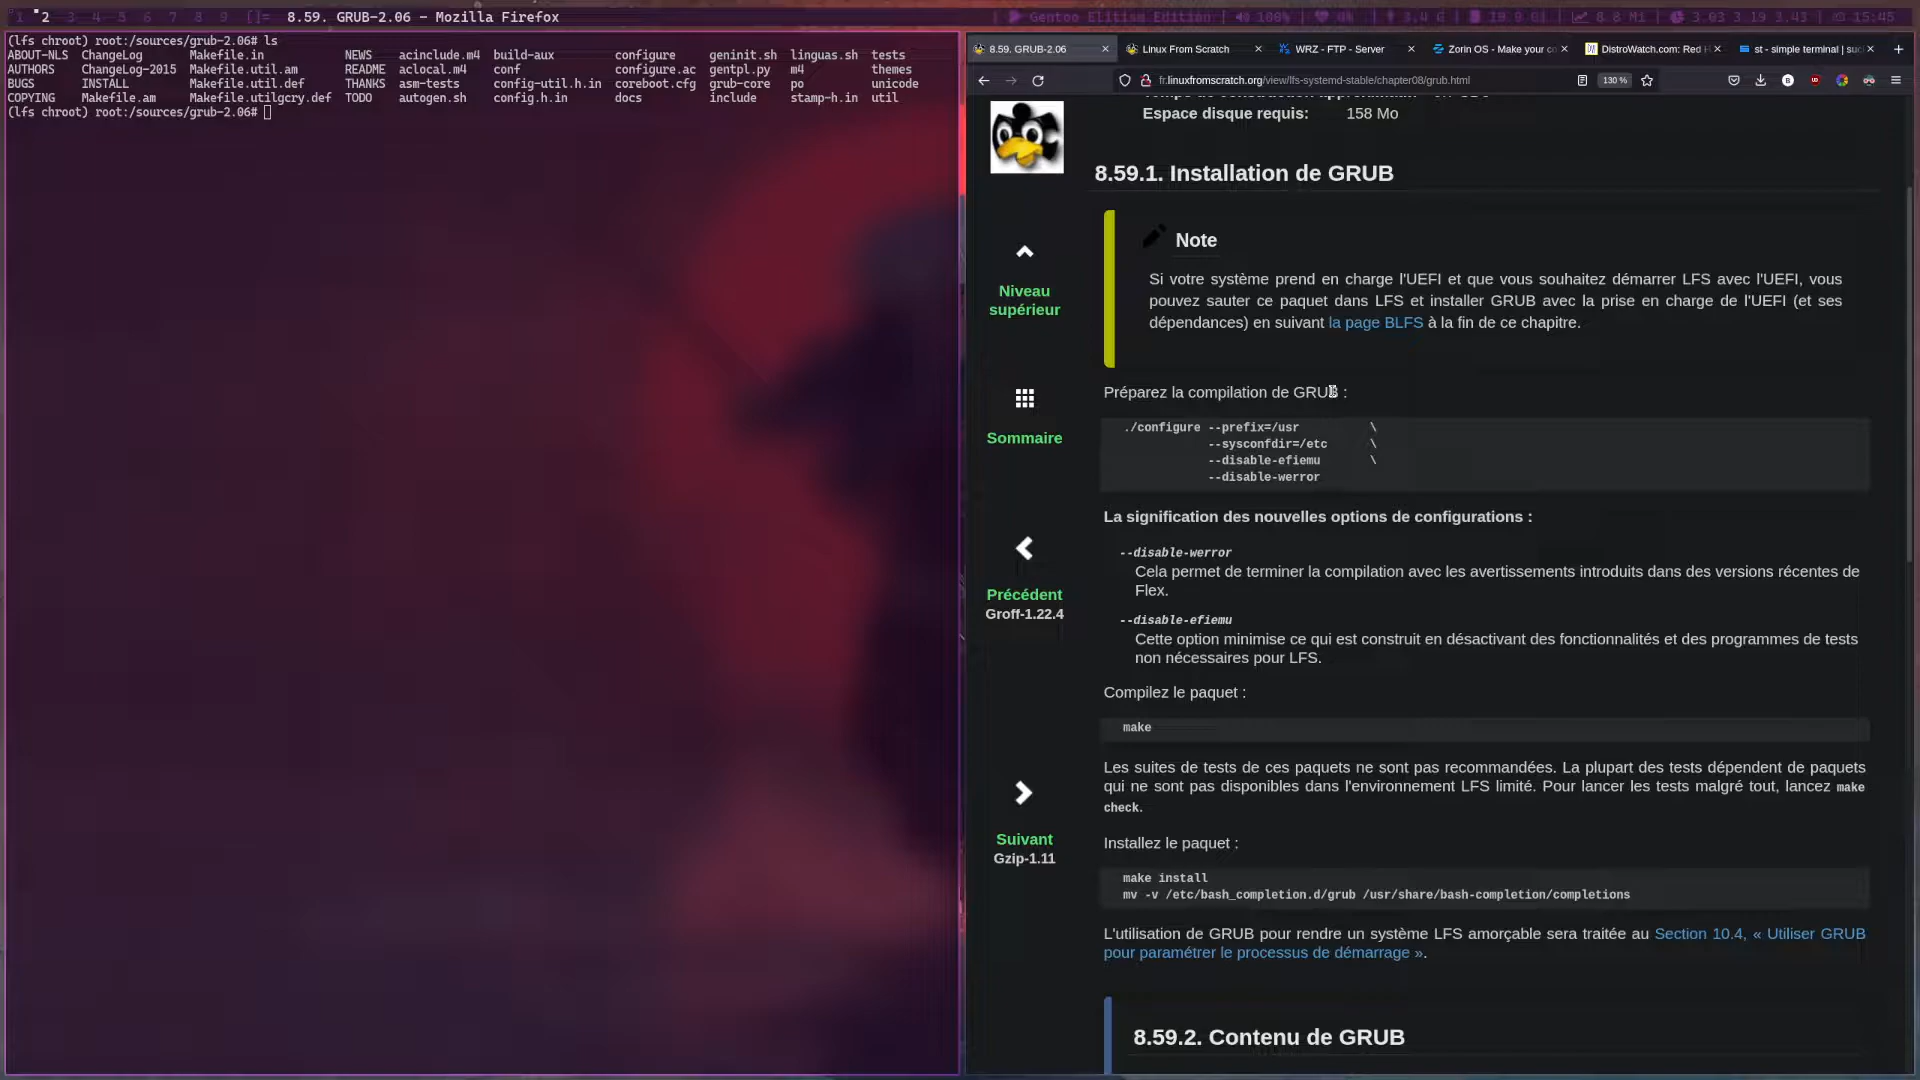 1 2 3 4 5 6 7 8 9 []= 8.59. GRUB-2.06 - Mozilla Firefox
Gentoo Elitism Edition
15:45
(lfs chroot) root:/sources/grub-2.06# ls
ABOUT-NLS ChangeLog Makefile.in NEWS acinclude.m4 build-aux configure geninit.sh linguas.sh tests
AUTHORS ChangeLog-2015 Makefile.util.am README aclocal.m4 conf configure.ac gentpl.py m4 themes
BUGS INSTALL Makefile.util.def THANKS asm-tests config-util.h.in coreboot.cfg grub-core po unicode
COPYING Makefile.am Makefile.utilgcry.def TODO autogen.sh config.h.in docs include stamp-h.in util
(lfs chroot) root:/sources/grub-2.06#
8.59. GRUB-2.06
Linux From Scratch
WRZ - FTP - Server
Zorin OS - Make your co
DistroWatch.com: Red H
st - simple terminal | suc
fr.linuxfromscratch.org/view/lfs-systemd-stable/chapter08/grub.html
130 %
Espace disque requis: 158 Mo
8.59.1. Installation de GRUB
Note
Si votre système prend en charge l'UEFI et que vous souhaitez démarrer LFS avec l'UEFI, vous
pouvez sauter ce paquet dans LFS et installer GRUB avec la prise en charge de l'UEFI (et ses
dépendances) en suivant la page BLFS à la fin de ce chapitre.
Niveau
supérieur
Sommaire
Précédent
Groff-1.22.4
Suivant
Gzip-1.11
Préparez la compilation de GRUB :
./configure --prefix=/usr \
--sysconfdir=/etc \
--disable-efiemu \
--disable-werror
La signification des nouvelles options de configurations :
--disable-werror
Cela permet de terminer la compilation avec les avertissements introduits dans des versions récentes de
Flex.
--disable-efiemu
Cette option minimise ce qui est construit en désactivant des fonctionnalités et des programmes de tests
non nécessaires pour LFS.
Compilez le paquet :
make
Les suites de tests de ces paquets ne sont pas recommandées. La plupart des tests dépendent de paquets
qui ne sont pas disponibles dans l'environnement LFS limité. Pour lancer les tests malgré tout, lancez make
check.
Installez le paquet :
make install
mv -v /etc/bash_completion.d/grub /usr/share/bash-completion/completions
L'utilisation de GRUB pour rendre un système LFS amorçable sera traitée au Section 10.4, « Utiliser GRUB
pour paramétrer le processus de démarrage ».
8.59.2. Contenu de GRUB